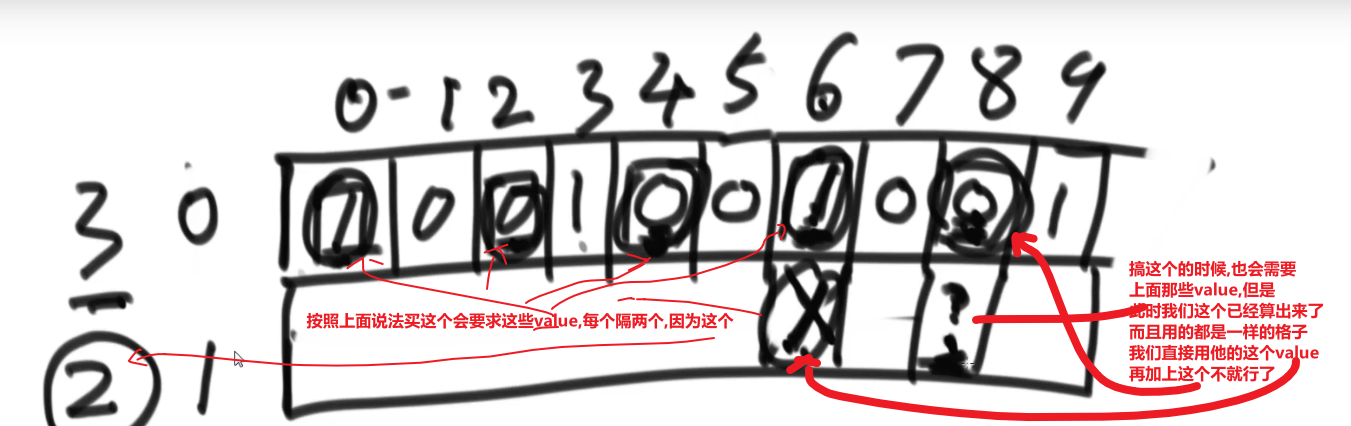 0-1 2 3 4 5 6 7 8 9
3 0 1 0 0 1 0 0 1 0 0 1
按照上面说法买这个会要求这些value,每个隔两个,因为这个 X ?
2 1
搞这个的时候,也会需要
上面那些value,但是
此时我们这个已经算出来了
而且用的都是一样的格子
我们直接用他的这个value
再加上这个不就行了